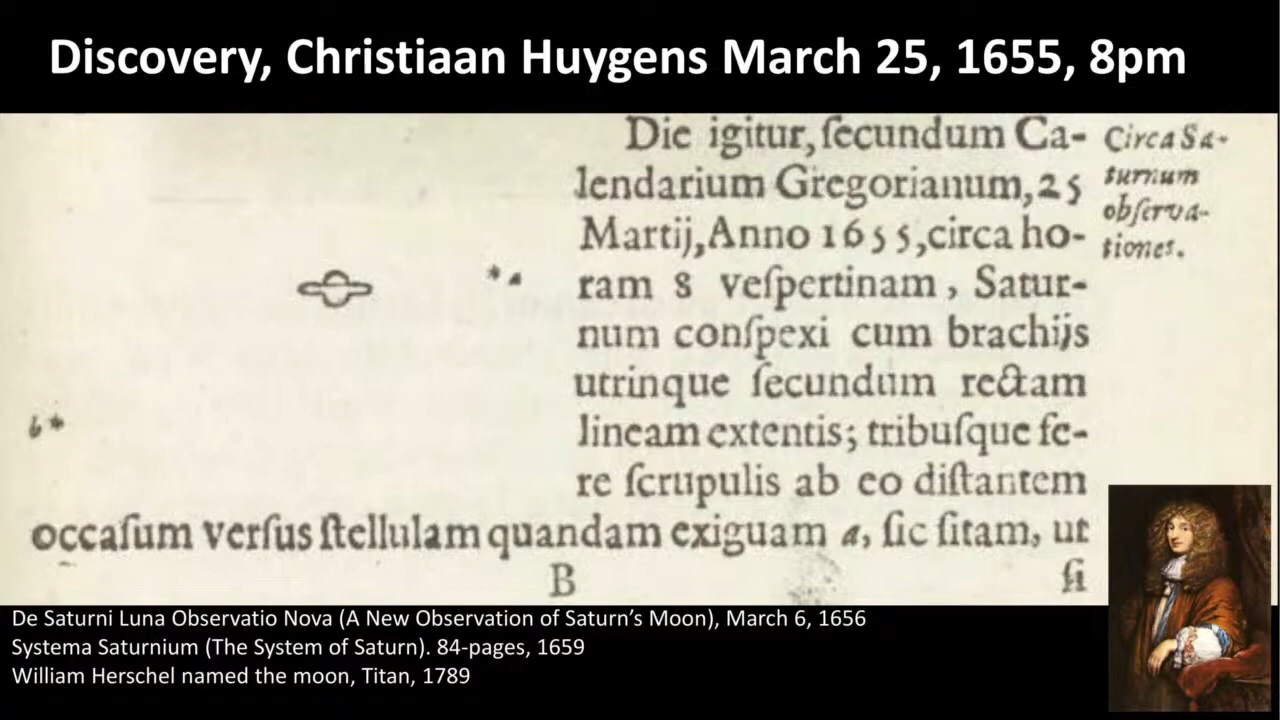 Discovery, Christiaan Huygens March 25, 1655, 8pm
Die igitur, ſecundum Ca-
lendarium Gregorianum, 25
Martij, Anno 1655, circa ho-
ram 8 veſpertinam, Satur-
num conſpexi cum brachijs
utrinque ſecundum rectam
lineam extentis; tribuſque fe-
re ſcrupulis ab eo diſtantem
occaſum verſus ſtellulam quandam exiguam a, ſic ſitam, ut
B
ſi
Circa Sa-
turnum
obſerva-
tiones.
* a
b *
De Saturni Luna Observatio Nova (A New Observation of Saturn’s Moon), March 6, 1656
Systema Saturnium (The System of Saturn). 84-pages, 1659
William Herschel named the moon, Titan, 1789